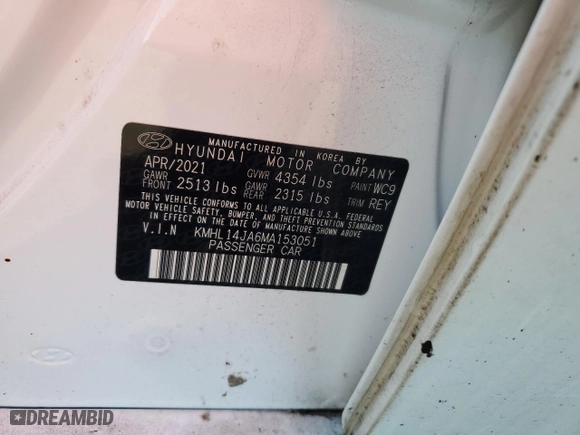 MANUFACTURED IN KOREA BY
HYUNDAI MOTOR COMPANY
APR/2021 GVWR 4354 lbs PAINT WC9
GAWR FRONT 2513 lbs GAWR REAR 2315 lbs TRIM REY
THIS VEHICLE CONFORMS TO ALL APPLICABLE U.S.A. FEDERAL
MOTOR VEHICLE SAFETY, BUMPER, AND THEFT PREVENTION STANDARDS
IN EFFECT ON THE DATE OF MANUFACTURE SHOWN ABOVE.
V.I.N KMHL14JA6MA153051
PASSENGER CAR
DREAMBID